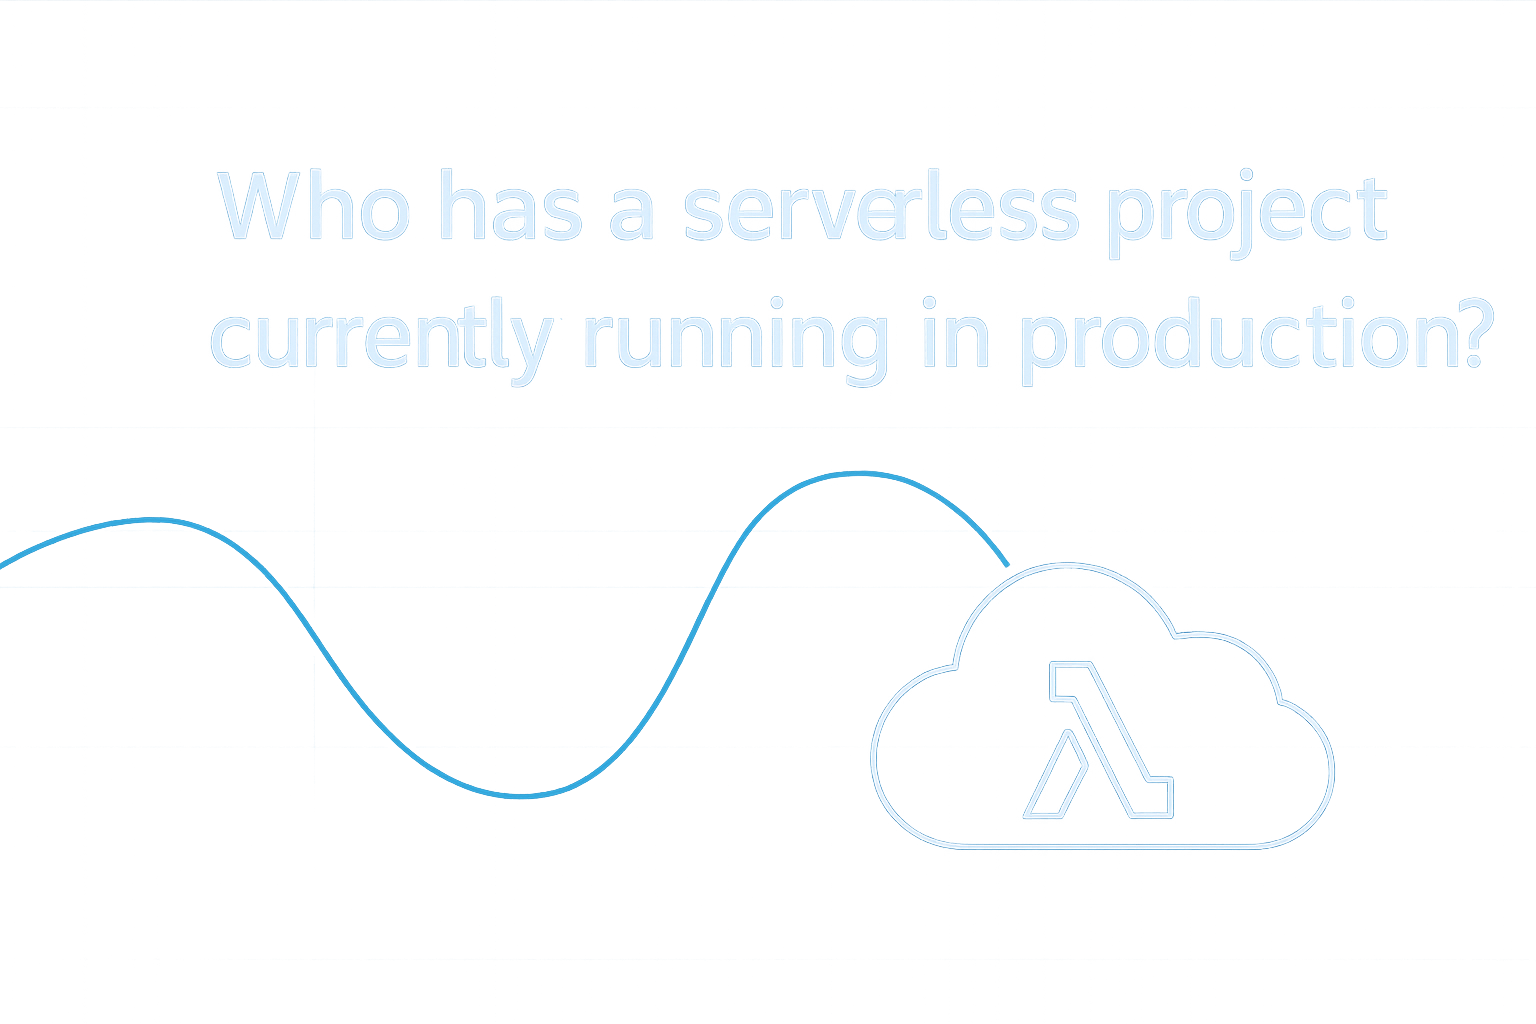 Who has a serverless project
currently running in production?